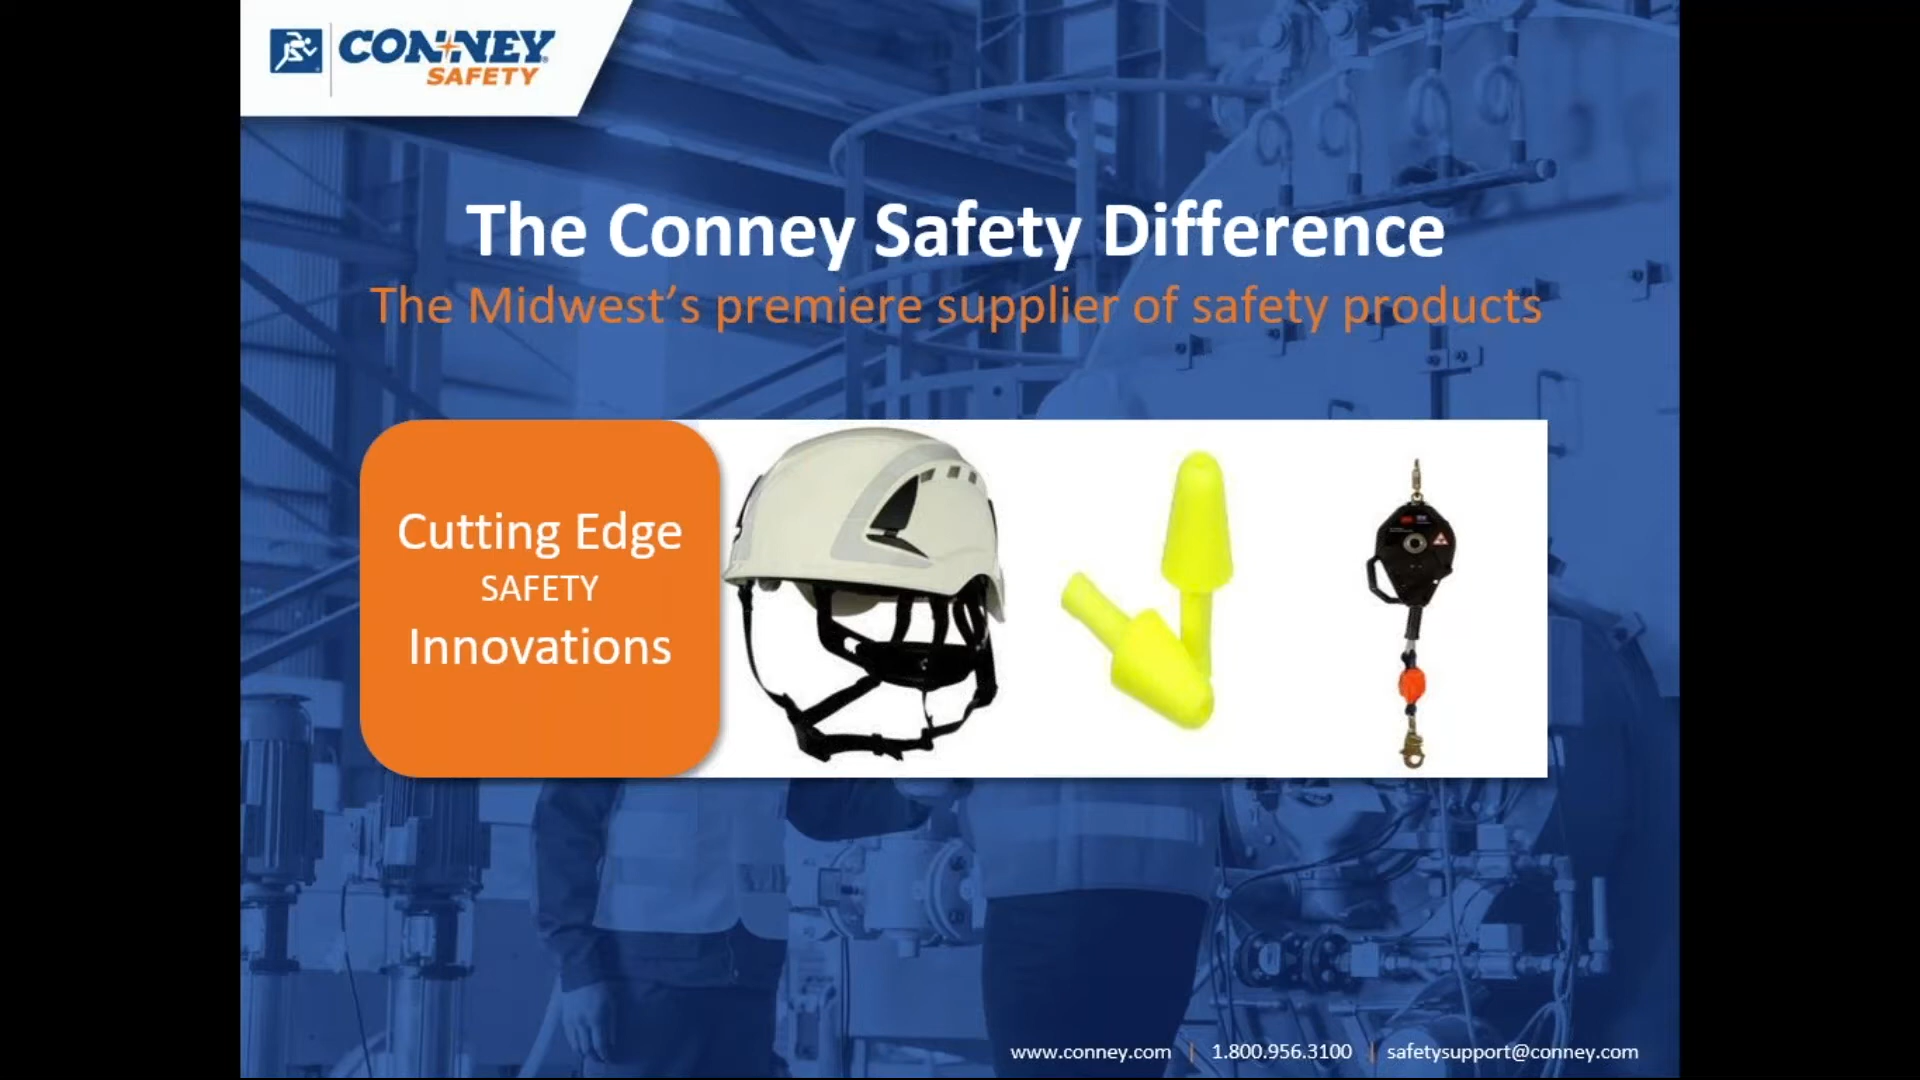 CONNEY
SAFETY
The Conney Safety Difference
The Midwest's premiere supplier of safety products
Cutting Edge
SAFETY
Innovations
www.conney.com | 1.800.956.3100 | safetysupport@conney.com